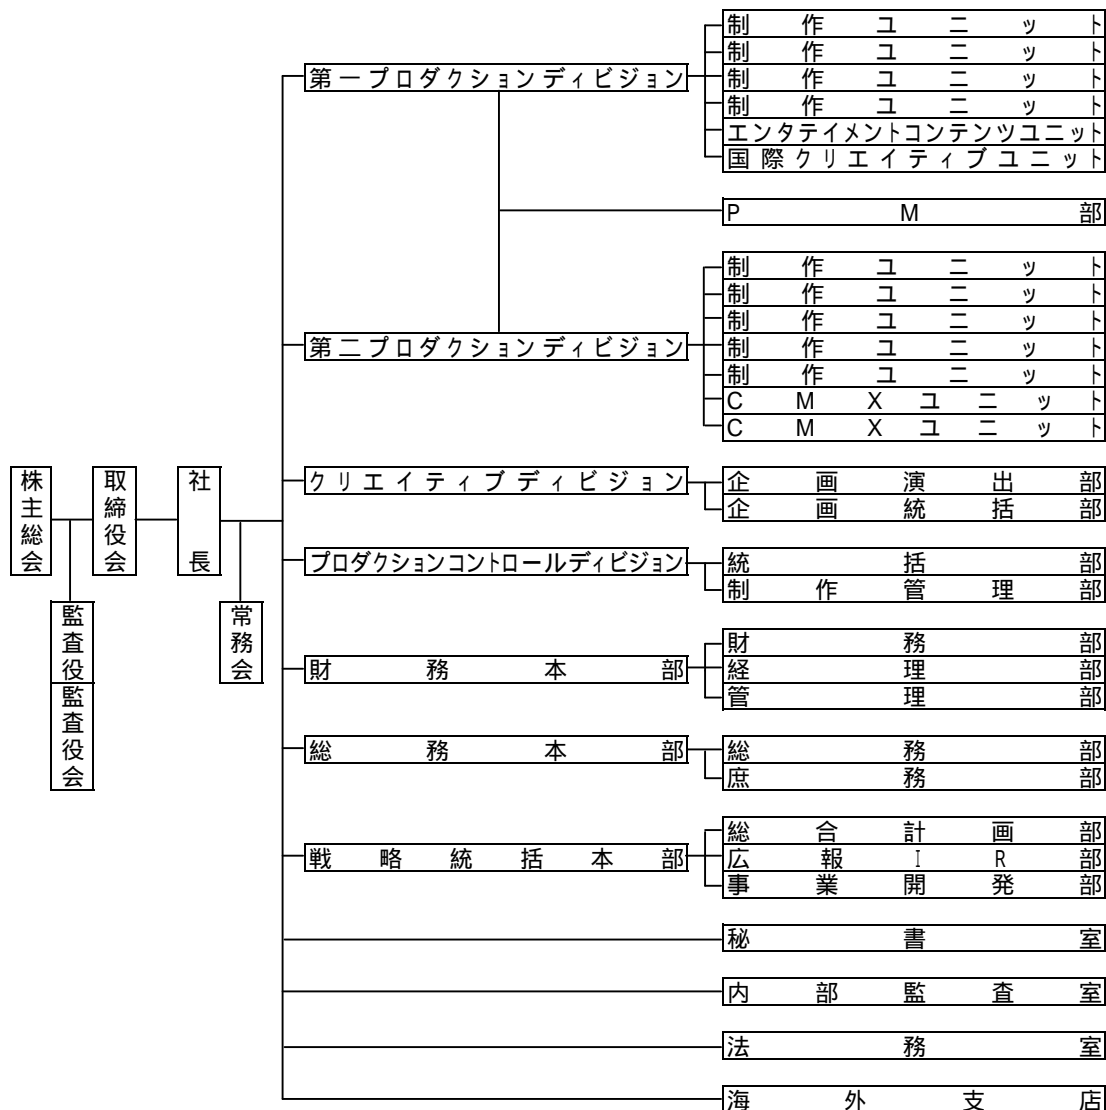 株主総会
監査役
監査役会
取締役会
社長
常務会
第一プロダクションディビジョン
制作ユニット
制作ユニット
制作ユニット
制作ユニット
エンタテイメントコンテンツユニット
国際クリエイティブユニット
PM部
第二プロダクションディビジョン
制作ユニット
制作ユニット
制作ユニット
制作ユニット
制作ユニット
CMXユニット
CMXユニット
クリエイティブディビジョン
企画演出部
企画統括部
プロダクションコントロールディビジョン
統括部
制作管理部
財務本部
財務部
経理部
管理部
総務本部
総務部
庶務部
戦略統括本部
総合計画部
広報IR部
事業開発部
秘書室
内部監査室
法務室
海外支店